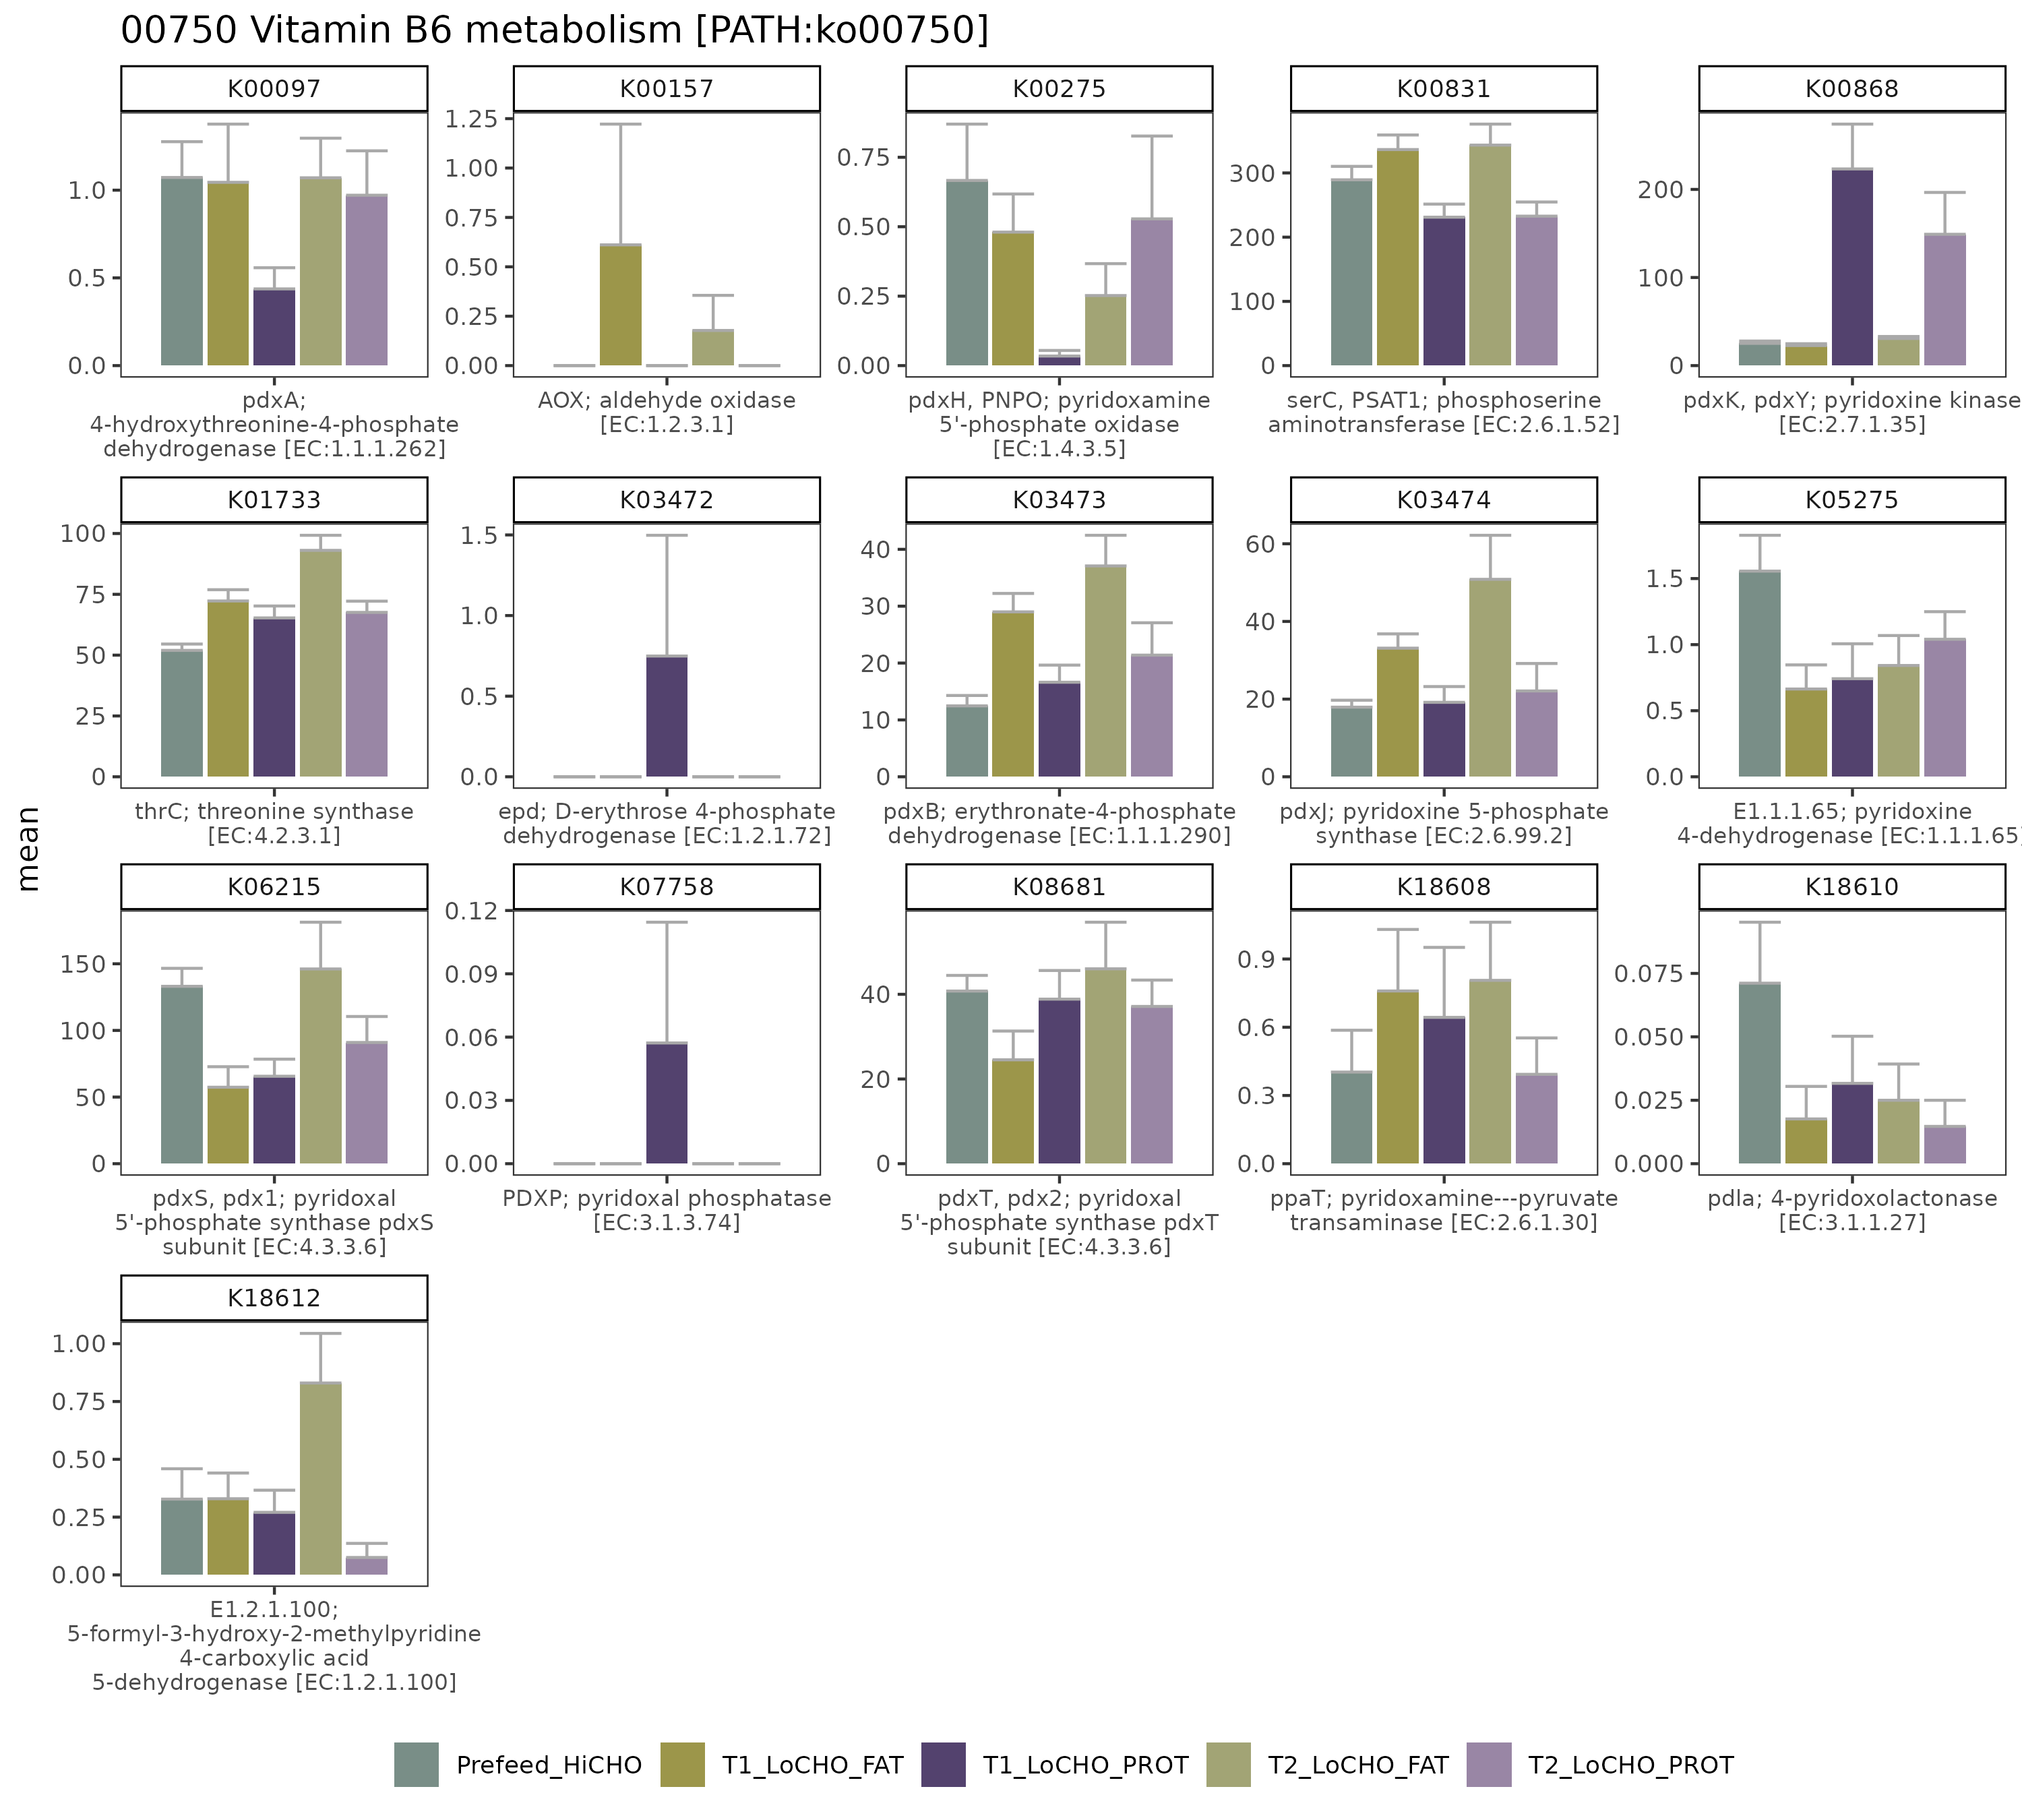 00750 Vitamin B6 metabolism [PATH:ko00750]
mean
K00097
1.0
0.5
0.0
pdxA;
4-hydroxythreonine-4-phosphate
dehydrogenase [EC:1.1.1.262]
K00157
1.25
1.00
0.75
0.50
0.25
0.00
AOX; aldehyde oxidase
[EC:1.2.3.1]
K00275
0.75
0.50
0.25
0.00
pdxH, PNPO; pyridoxamine
5'-phosphate oxidase
[EC:1.4.3.5]
K00831
300
200
100
0
serC, PSAT1; phosphoserine
aminotransferase [EC:2.6.1.52]
K00868
200
100
0
pdxK, pdxY; pyridoxine kinase
[EC:2.7.1.35]
K01733
100
75
50
25
0
thrC; threonine synthase
[EC:4.2.3.1]
K03472
1.5
1.0
0.5
0.0
epd; D-erythrose 4-phosphate
dehydrogenase [EC:1.2.1.72]
K03473
40
30
20
10
0
pdxB; erythronate-4-phosphate
dehydrogenase [EC:1.1.1.290]
K03474
60
40
20
0
pdxJ; pyridoxine 5-phosphate
synthase [EC:2.6.99.2]
K05275
1.5
1.0
0.5
0.0
E1.1.1.65; pyridoxine
4-dehydrogenase [EC:1.1.1.65]
K06215
150
100
50
0
pdxS, pdx1; pyridoxal
5'-phosphate synthase pdxS
subunit [EC:4.3.3.6]
K07758
0.12
0.09
0.06
0.03
0.00
PDXP; pyridoxal phosphatase
[EC:3.1.3.74]
K08681
40
20
0
pdxT, pdx2; pyridoxal
5'-phosphate synthase pdxT
subunit [EC:4.3.3.6]
K18608
0.9
0.6
0.3
0.0
ppaT; pyridoxamine---pyruvate
transaminase [EC:2.6.1.30]
K18610
0.075
0.050
0.025
0.000
pdla; 4-pyridoxolactonase
[EC:3.1.1.27]
K18612
1.00
0.75
0.50
0.25
0.00
E1.2.1.100;
5-formyl-3-hydroxy-2-methylpyridine
4-carboxylic acid
5-dehydrogenase [EC:1.2.1.100]
Prefeed_HiCHO
T1_LoCHO_FAT
T1_LoCHO_PROT
T2_LoCHO_FAT
T2_LoCHO_PROT